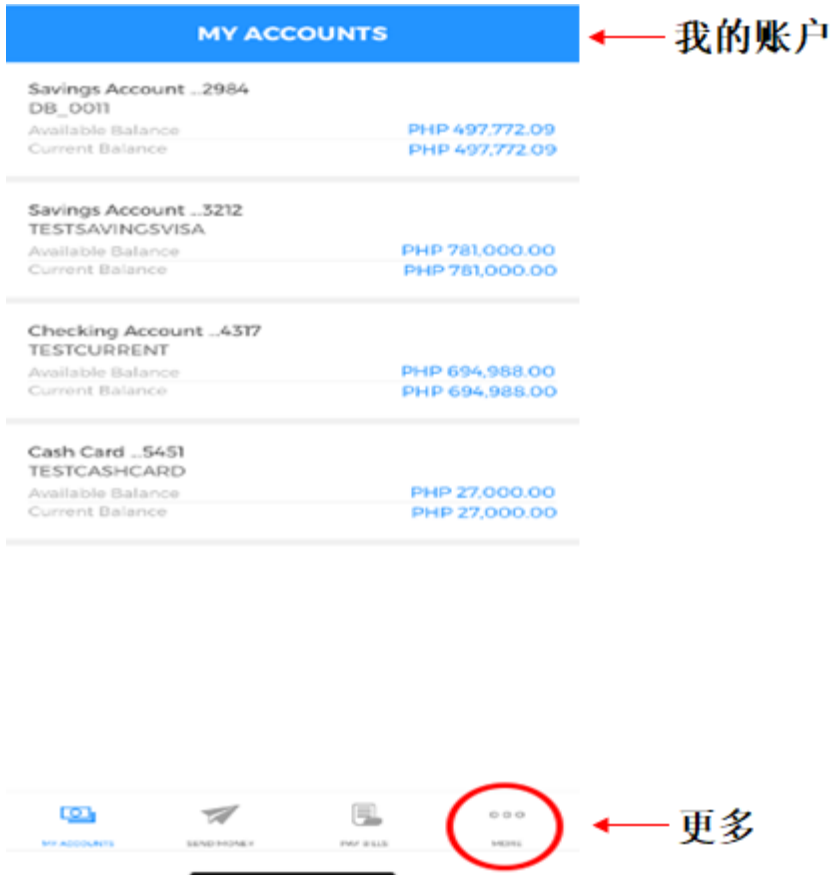 MY ACCOUNTS
我的账户
Savings Account ...2984
DB_0011
Available Balance PHP 497,772.09
Current Balance PHP 497,772.09
Savings Account ...3212
TESTSAVINGSVISA
Available Balance PHP 781,000.00
Current Balance PHP 781,000.00
Checking Account ...4317
TESTCURRENT
Available Balance PHP 694,988.00
Current Balance PHP 694,988.00
Cash Card ...5451
TESTCASHCARD
Available Balance PHP 27,000.00
Current Balance PHP 27,000.00
MY ACCOUNTS SEND MONEY PAY BILLS MORE
更多